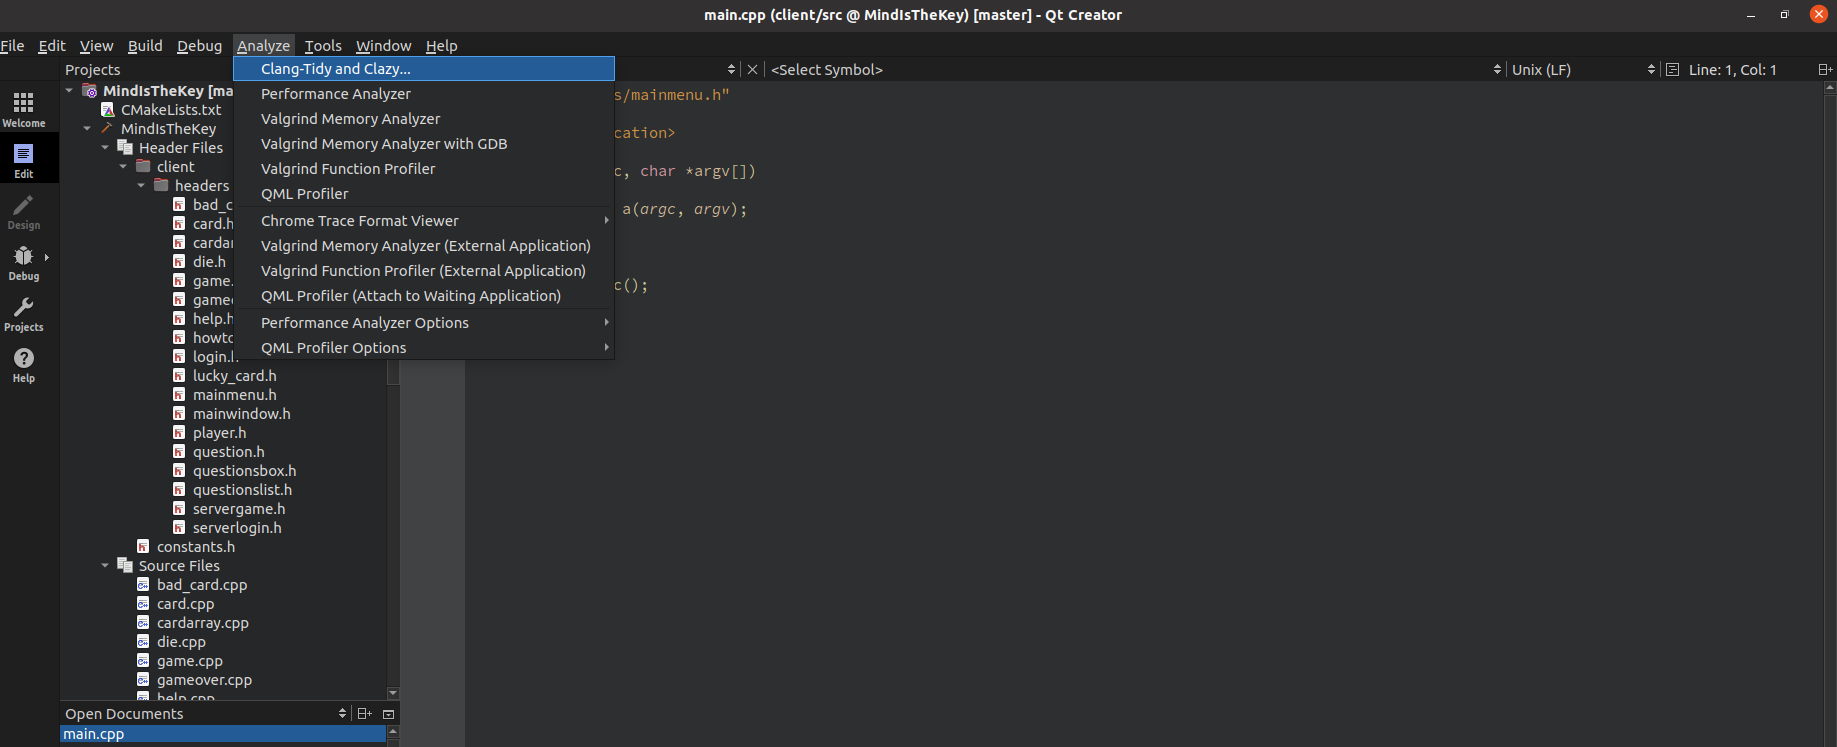 main.cpp (client/src @ MindIsTheKey) [master] - Qt Creator
File Edit View Build Debug Analyze Tools Window Help
Projects
<Select Symbol>
Unix (LF)
Line: 1, Col: 1
Welcome
Edit
Design
Debug
Projects
Help
MindIsTheKey [ma
CMakeLists.txt
MindIsTheKey
Header Files
client
headers
bad_c
card.h
cardar
die.h
game.
help.h
howto
login.h
lucky_card.h
mainmenu.h
mainwindow.h
player.h
question.h
questionsbox.h
questionslist.h
servergame.h
serverlogin.h
constants.h
Source Files
bad_card.cpp
card.cpp
cardarray.cpp
die.cpp
game.cpp
gameover.cpp
help.cpp
Open Documents
main.cpp
Clang-Tidy and Clazy...
Performance Analyzer
Valgrind Memory Analyzer
Valgrind Memory Analyzer with GDB
Valgrind Function Profiler
QML Profiler
Chrome Trace Format Viewer
Valgrind Memory Analyzer (External Application)
Valgrind Function Profiler (External Application)
QML Profiler (Attach to Waiting Application)
Performance Analyzer Options
QML Profiler Options
s/mainmenu.h"
cation>
c, char *argv[])
a(argc, argv);
c();